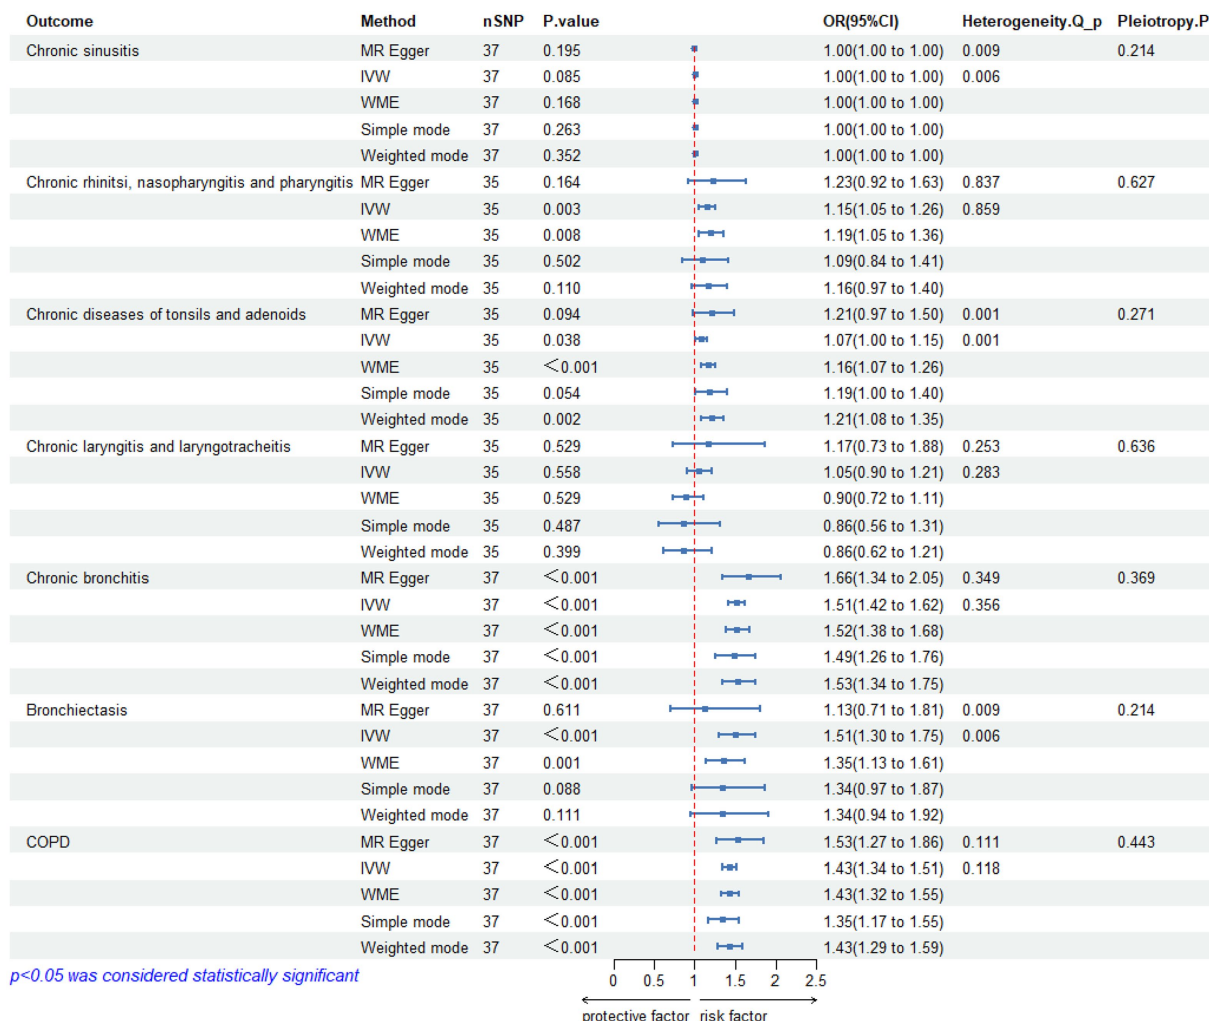 Outcome Method nSNP P.value OR(95%CI) Heterogeneity.Q_p Pleiotropy.P
Chronic sinusitis MR Egger 37 0.195 1.00(1.00 to 1.00) 0.009 0.214
IVW 37 0.085 1.00(1.00 to 1.00) 0.006
WME 37 0.168 1.00(1.00 to 1.00)
Simple mode 37 0.263 1.00(1.00 to 1.00)
Weighted mode 37 0.352 1.00(1.00 to 1.00)
Chronic rhinitsi, nasopharyngitis and pharyngitis MR Egger 35 0.164 1.23(0.92 to 1.63) 0.837 0.627
IVW 35 0.003 1.15(1.05 to 1.26) 0.859
WME 35 0.008 1.19(1.05 to 1.36)
Simple mode 35 0.502 1.09(0.84 to 1.41)
Weighted mode 35 0.110 1.16(0.97 to 1.40)
Chronic diseases of tonsils and adenoids MR Egger 35 0.094 1.21(0.97 to 1.50) 0.001 0.271
IVW 35 0.038 1.07(1.00 to 1.15) 0.001
WME 35 <0.001 1.16(1.07 to 1.26)
Simple mode 35 0.054 1.19(1.00 to 1.40)
Weighted mode 35 0.002 1.21(1.08 to 1.35)
Chronic laryngitis and laryngotracheitis MR Egger 35 0.529 1.17(0.73 to 1.88) 0.253 0.636
IVW 35 0.558 1.05(0.90 to 1.21) 0.283
WME 35 0.529 0.90(0.72 to 1.11)
Simple mode 35 0.487 0.86(0.56 to 1.31)
Weighted mode 35 0.399 0.86(0.62 to 1.21)
Chronic bronchitis MR Egger 37 <0.001 1.66(1.34 to 2.05) 0.349 0.369
IVW 37 <0.001 1.51(1.42 to 1.62) 0.356
WME 37 <0.001 1.52(1.38 to 1.68)
Simple mode 37 <0.001 1.49(1.26 to 1.76)
Weighted mode 37 <0.001 1.53(1.34 to 1.75)
Bronchiectasis MR Egger 37 0.611 1.13(0.71 to 1.81) 0.009 0.214
IVW 37 <0.001 1.51(1.30 to 1.75) 0.006
WME 37 0.001 1.35(1.13 to 1.61)
Simple mode 37 0.088 1.34(0.97 to 1.87)
Weighted mode 37 0.111 1.34(0.94 to 1.92)
COPD MR Egger 37 <0.001 1.53(1.27 to 1.86) 0.111 0.443
IVW 37 <0.001 1.43(1.34 to 1.51) 0.118
WME 37 <0.001 1.43(1.32 to 1.55)
Simple mode 37 <0.001 1.35(1.17 to 1.55)
Weighted mode 37 <0.001 1.43(1.29 to 1.59)
p<0.05 was considered statistically significant
0 0.5 1 1.5 2 2.5
protective factor risk factor